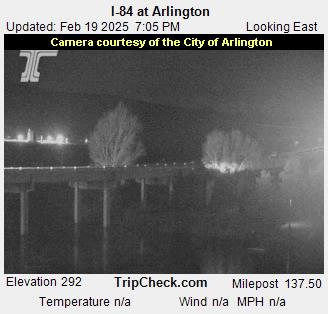 I-84 at Arlington
Updated: Feb 19 2025 7:05 PM Looking East
Camera courtesy of the City of Arlington
Elevation 292 TripCheck.com Milepost 137.50
Temperature n/a Wind n/a MPH n/a